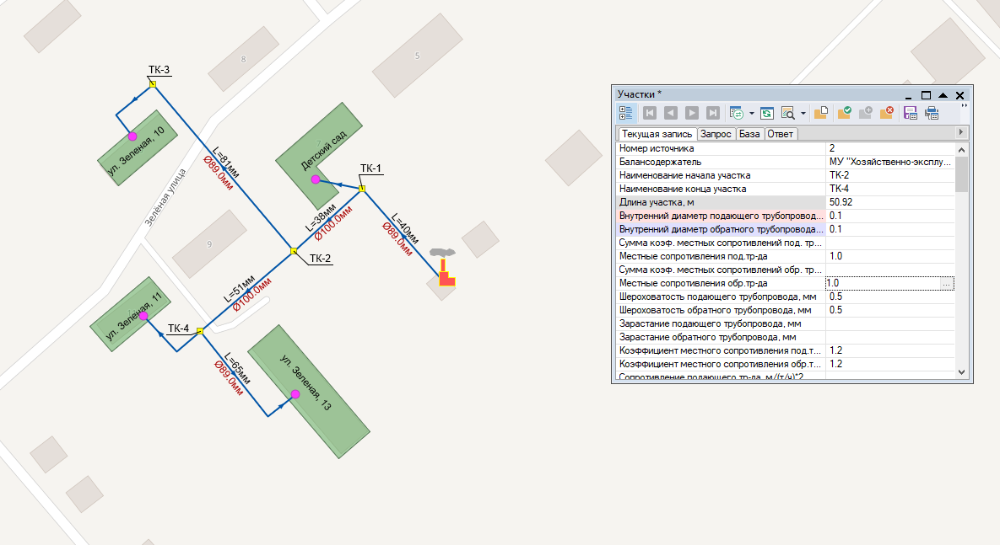 ТК-3
8
5
ул. Зеленая, 10
L=81мм
Ø89.0мм
Детский сад
ТК-1
Зелёная улица
L=38мм
Ø100.0мм
L=40мм
Ø89.0мм
9
ТК-2
L=51мм
Ø100.0мм
ул. Зеленая, 11
ТК-4
L=65мм
Ø89.0мм
ул. Зеленая, 13
Участки *
Текущая запись Запрос База Ответ
Номер источника 2
Балансодержатель МУ "Хозяйственно-эксплу...
Наименование начала участка ТК-2
Наименование конца участка ТК-4
Длина участка, м 50.92
Внутренний диаметр подающего трубопровод... 0.1
Внутренний диаметр обратного трубопровода... 0.1
Сумма коэф. местных сопротивлений под. тр...
Местные сопротивления под.тр-да 1.0
Сумма коэф. местных сопротивлений обр. тр...
Местные сопротивления обр.тр-да 1.0 ...
Шероховатость подающего трубопровода, мм 0.5
Шероховатость обратного трубопровода, мм 0.5
Зарастание подающего трубопровода, мм
Зарастание обратного трубопровода, мм
Коэффициент местного сопротивления под.т... 1.2
Коэффициент местного сопротивления обр.т... 1.2
Сопротивление подающего тр-да, м/(т/ч)*2